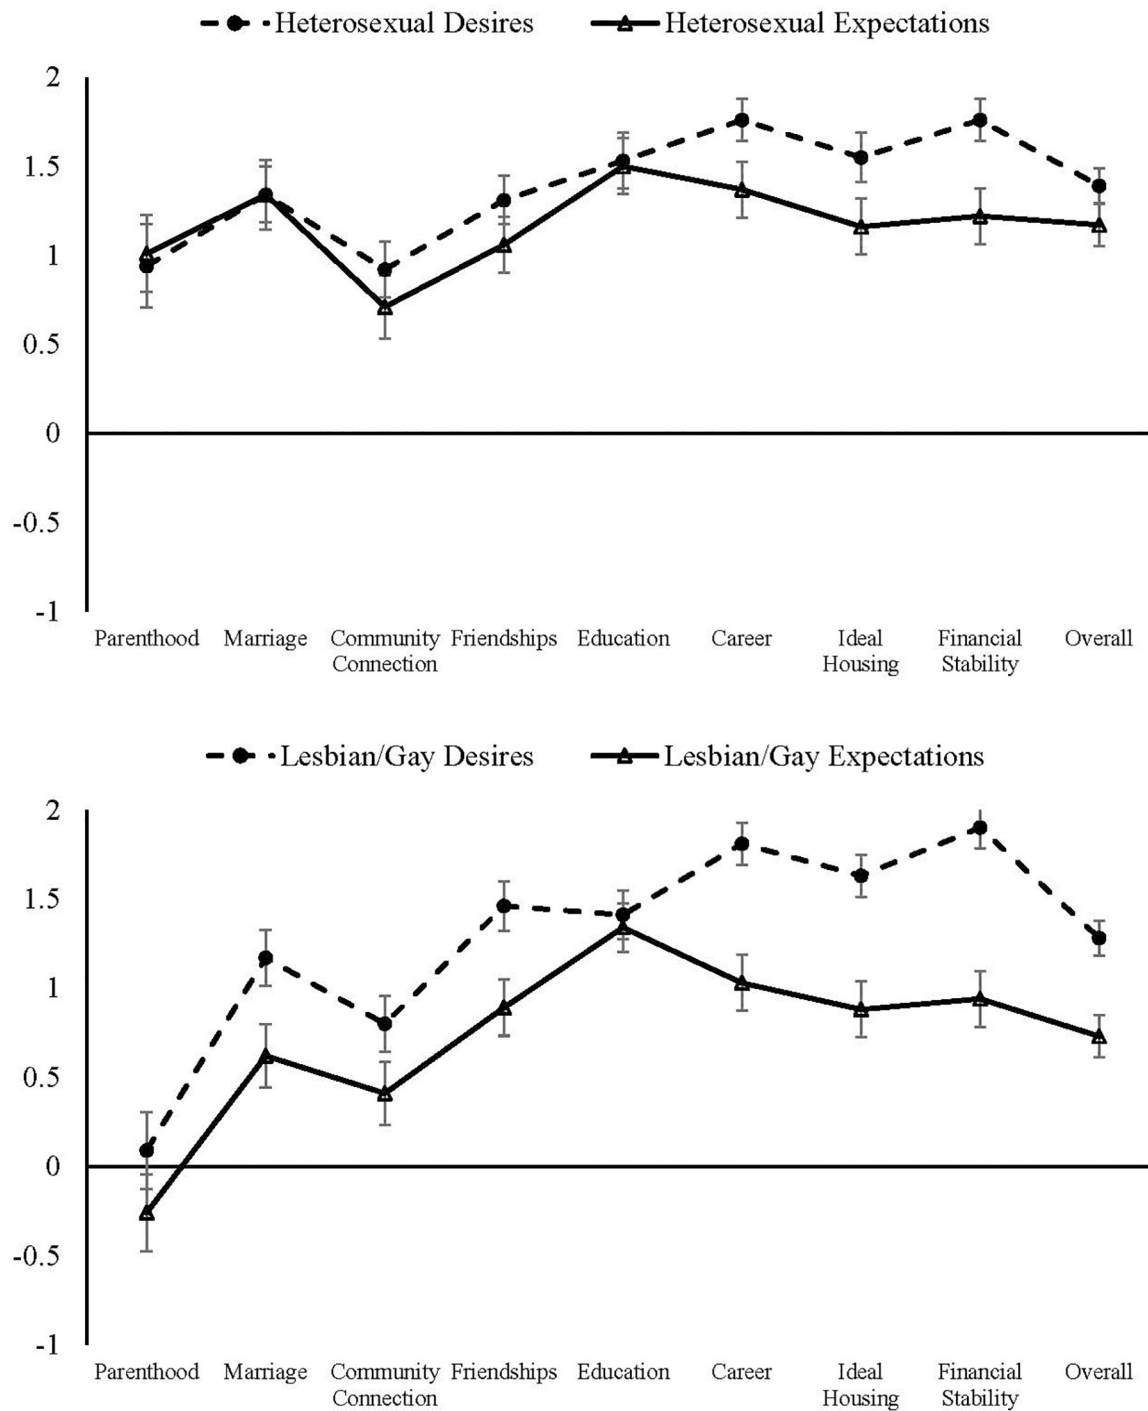 Heterosexual Desires Heterosexual Expectations
2
1.5
1
0.5
0
-0.5
-1
Parenthood Marriage Community Friendships Education Career Ideal Financial Overall
Connection Housing Stability
Lesbian/Gay Desires Lesbian/Gay Expectations
2
1.5
1
0.5
0
-0.5
-1
Parenthood Marriage Community Friendships Education Career Ideal Financial Overall
Connection Housing Stability